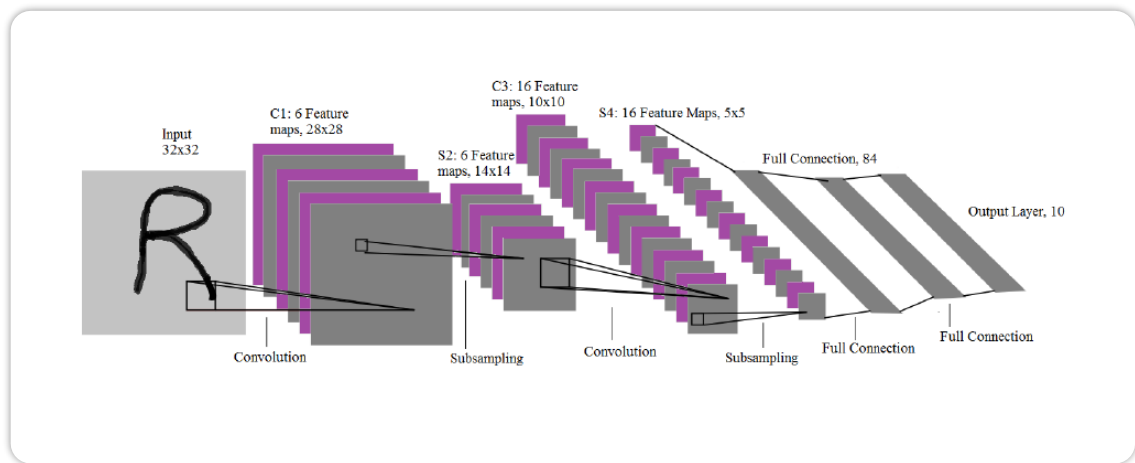 Input
32x32
R
C1: 6 Feature
maps, 28x28
S2: 6 Feature
maps, 14x14
C3: 16 Feature
maps, 10x10
S4: 16 Feature Maps, 5x5
Full Connection, 84
Output Layer, 10
Convolution
Subsampling
Convolution
Subsampling
Full Connection
Full Connection